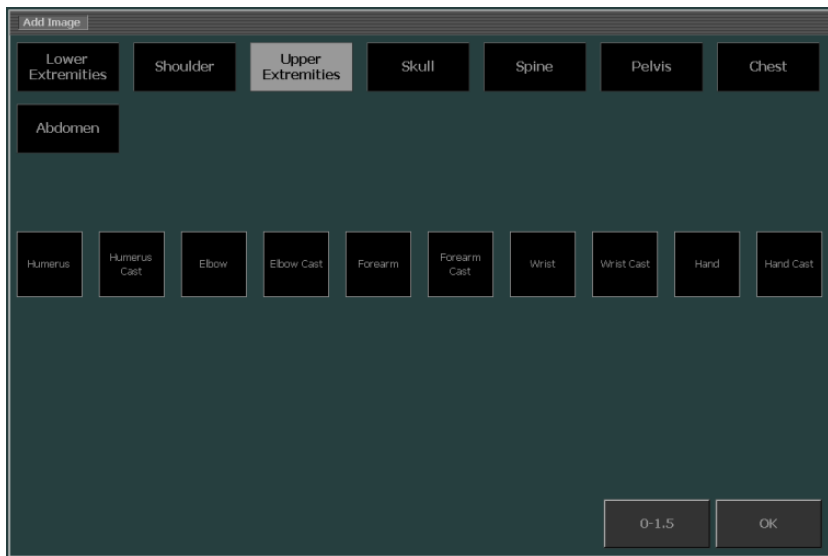 Add Image
Lower
Extremities
Shoulder
Upper
Extremities
Skull
Spine
Pelvis
Chest
Abdomen
Humerus
Humerus
Cast
Elbow
Elbow Cast
Forearm
Forearm
Cast
Wrist
Wrist Cast
Hand
Hand Cast
0-1.5
OK